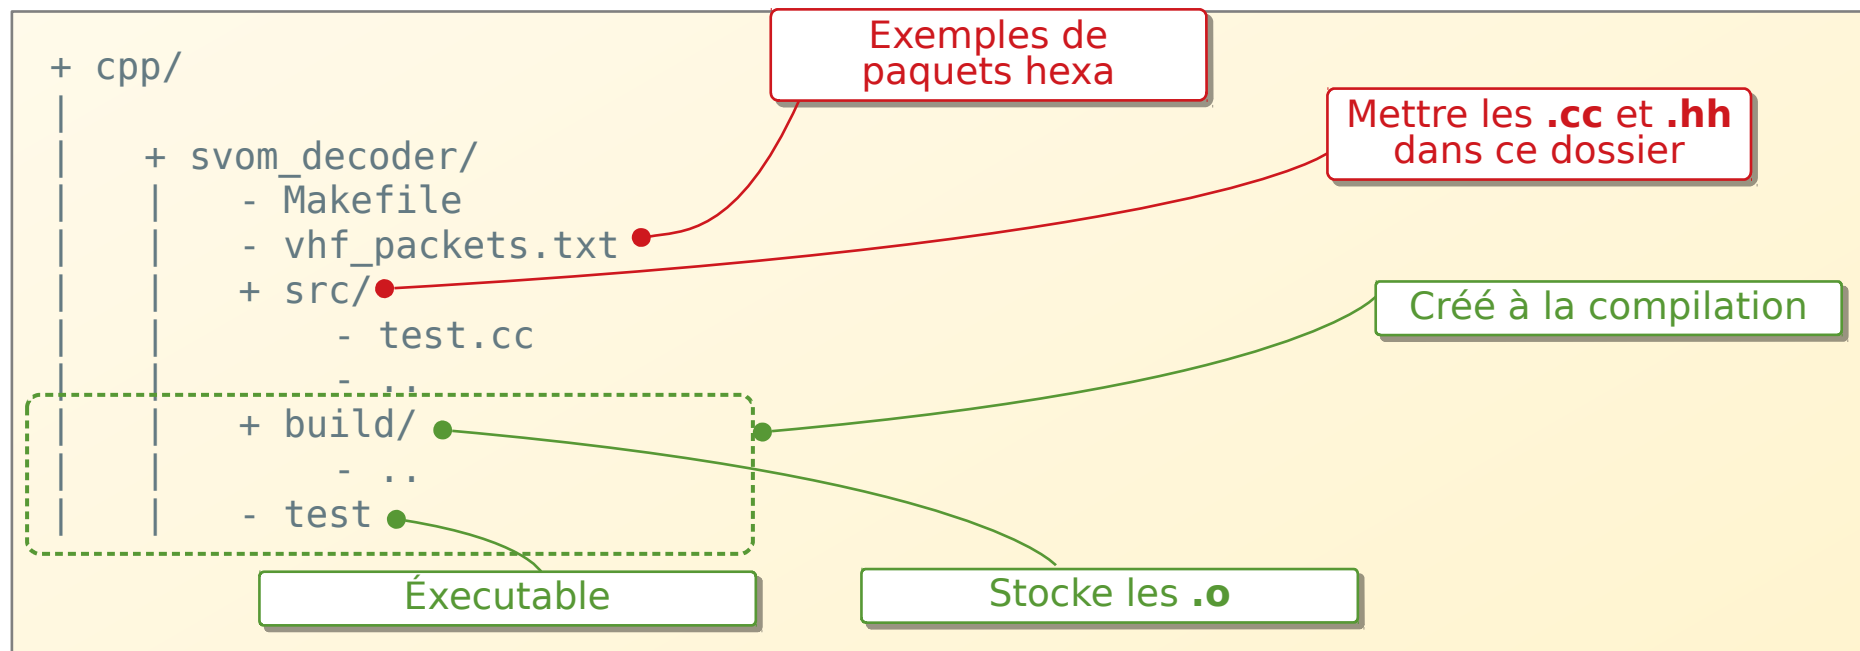 + cpp/
|
|    + svom_decoder/
|    |    - Makefile
|    |    - vhf_packets.txt
|    |    + src/
|    |         - test.cc
|    |         - ..
|    |    + build/
|    |         - ..
|    |    - test
Exemples de
paquets hexa
Mettre les .cc et .hh
dans ce dossier
Créé à la compilation
Éxecutable
Stocke les .o